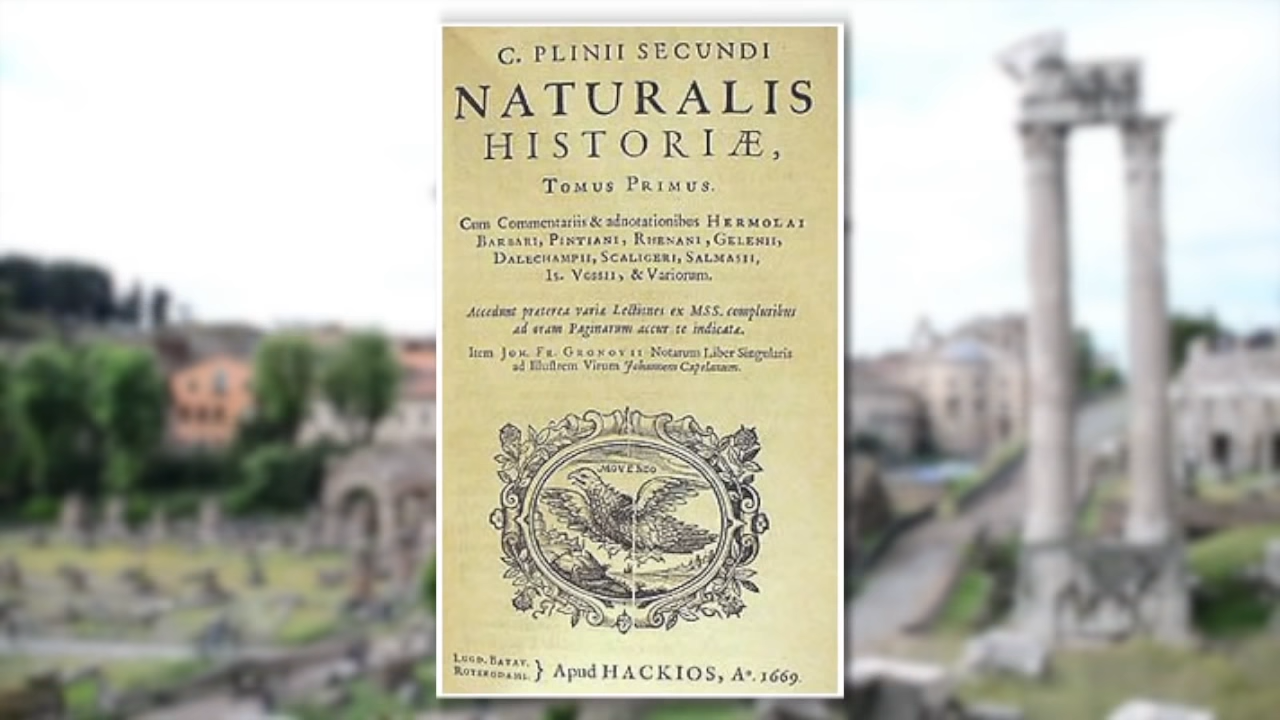 C. PLINII SECUNDI
NATURALIS
HISTORIÆ,
TOMUS PRIMUS.
Cum Commentariis & adnotationibus HERMOLAI
BARBARI, PINTIANI, RHENANI, GELENII,
DALECHAMPII, SCALIGERI, SALMASII,
Is. VOSSII, & Variorum.
Accedunt præterea variæ Lectiones ex MSS. compluribus
ad oram Paginarum accur te indicatæ.
Item JOH. FR. GRONOVII Notarum Liber Singularis
ad Illustrem Virum Johannem Capelanum.
MOVENDO
LUGD. BATAV.
ROTERODAMI. } Apud HACKIOS, A°. 1669.